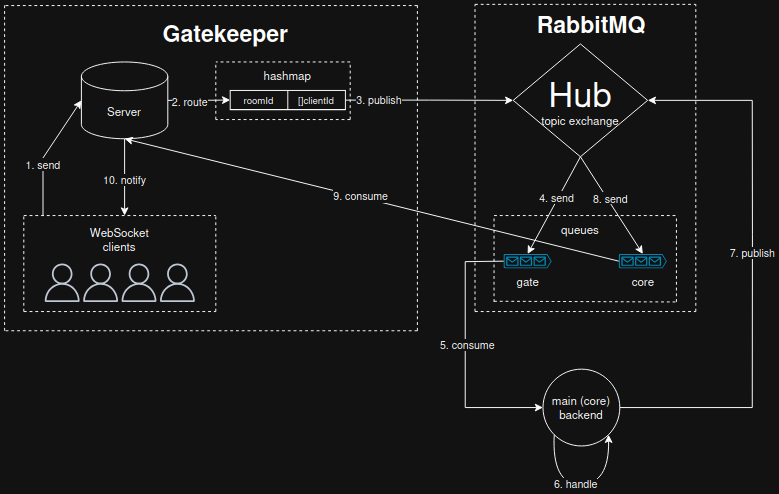 Gatekeeper
RabbitMQ
hashmap
Hub
topic exchange
Server
2. route
roomId
[]clientId
3. publish
1. send
10. notify
9. consume
4. send
8. send
WebSocket
clients
queues
gate
core
7. publish
5. consume
main (core)
backend
6. handle